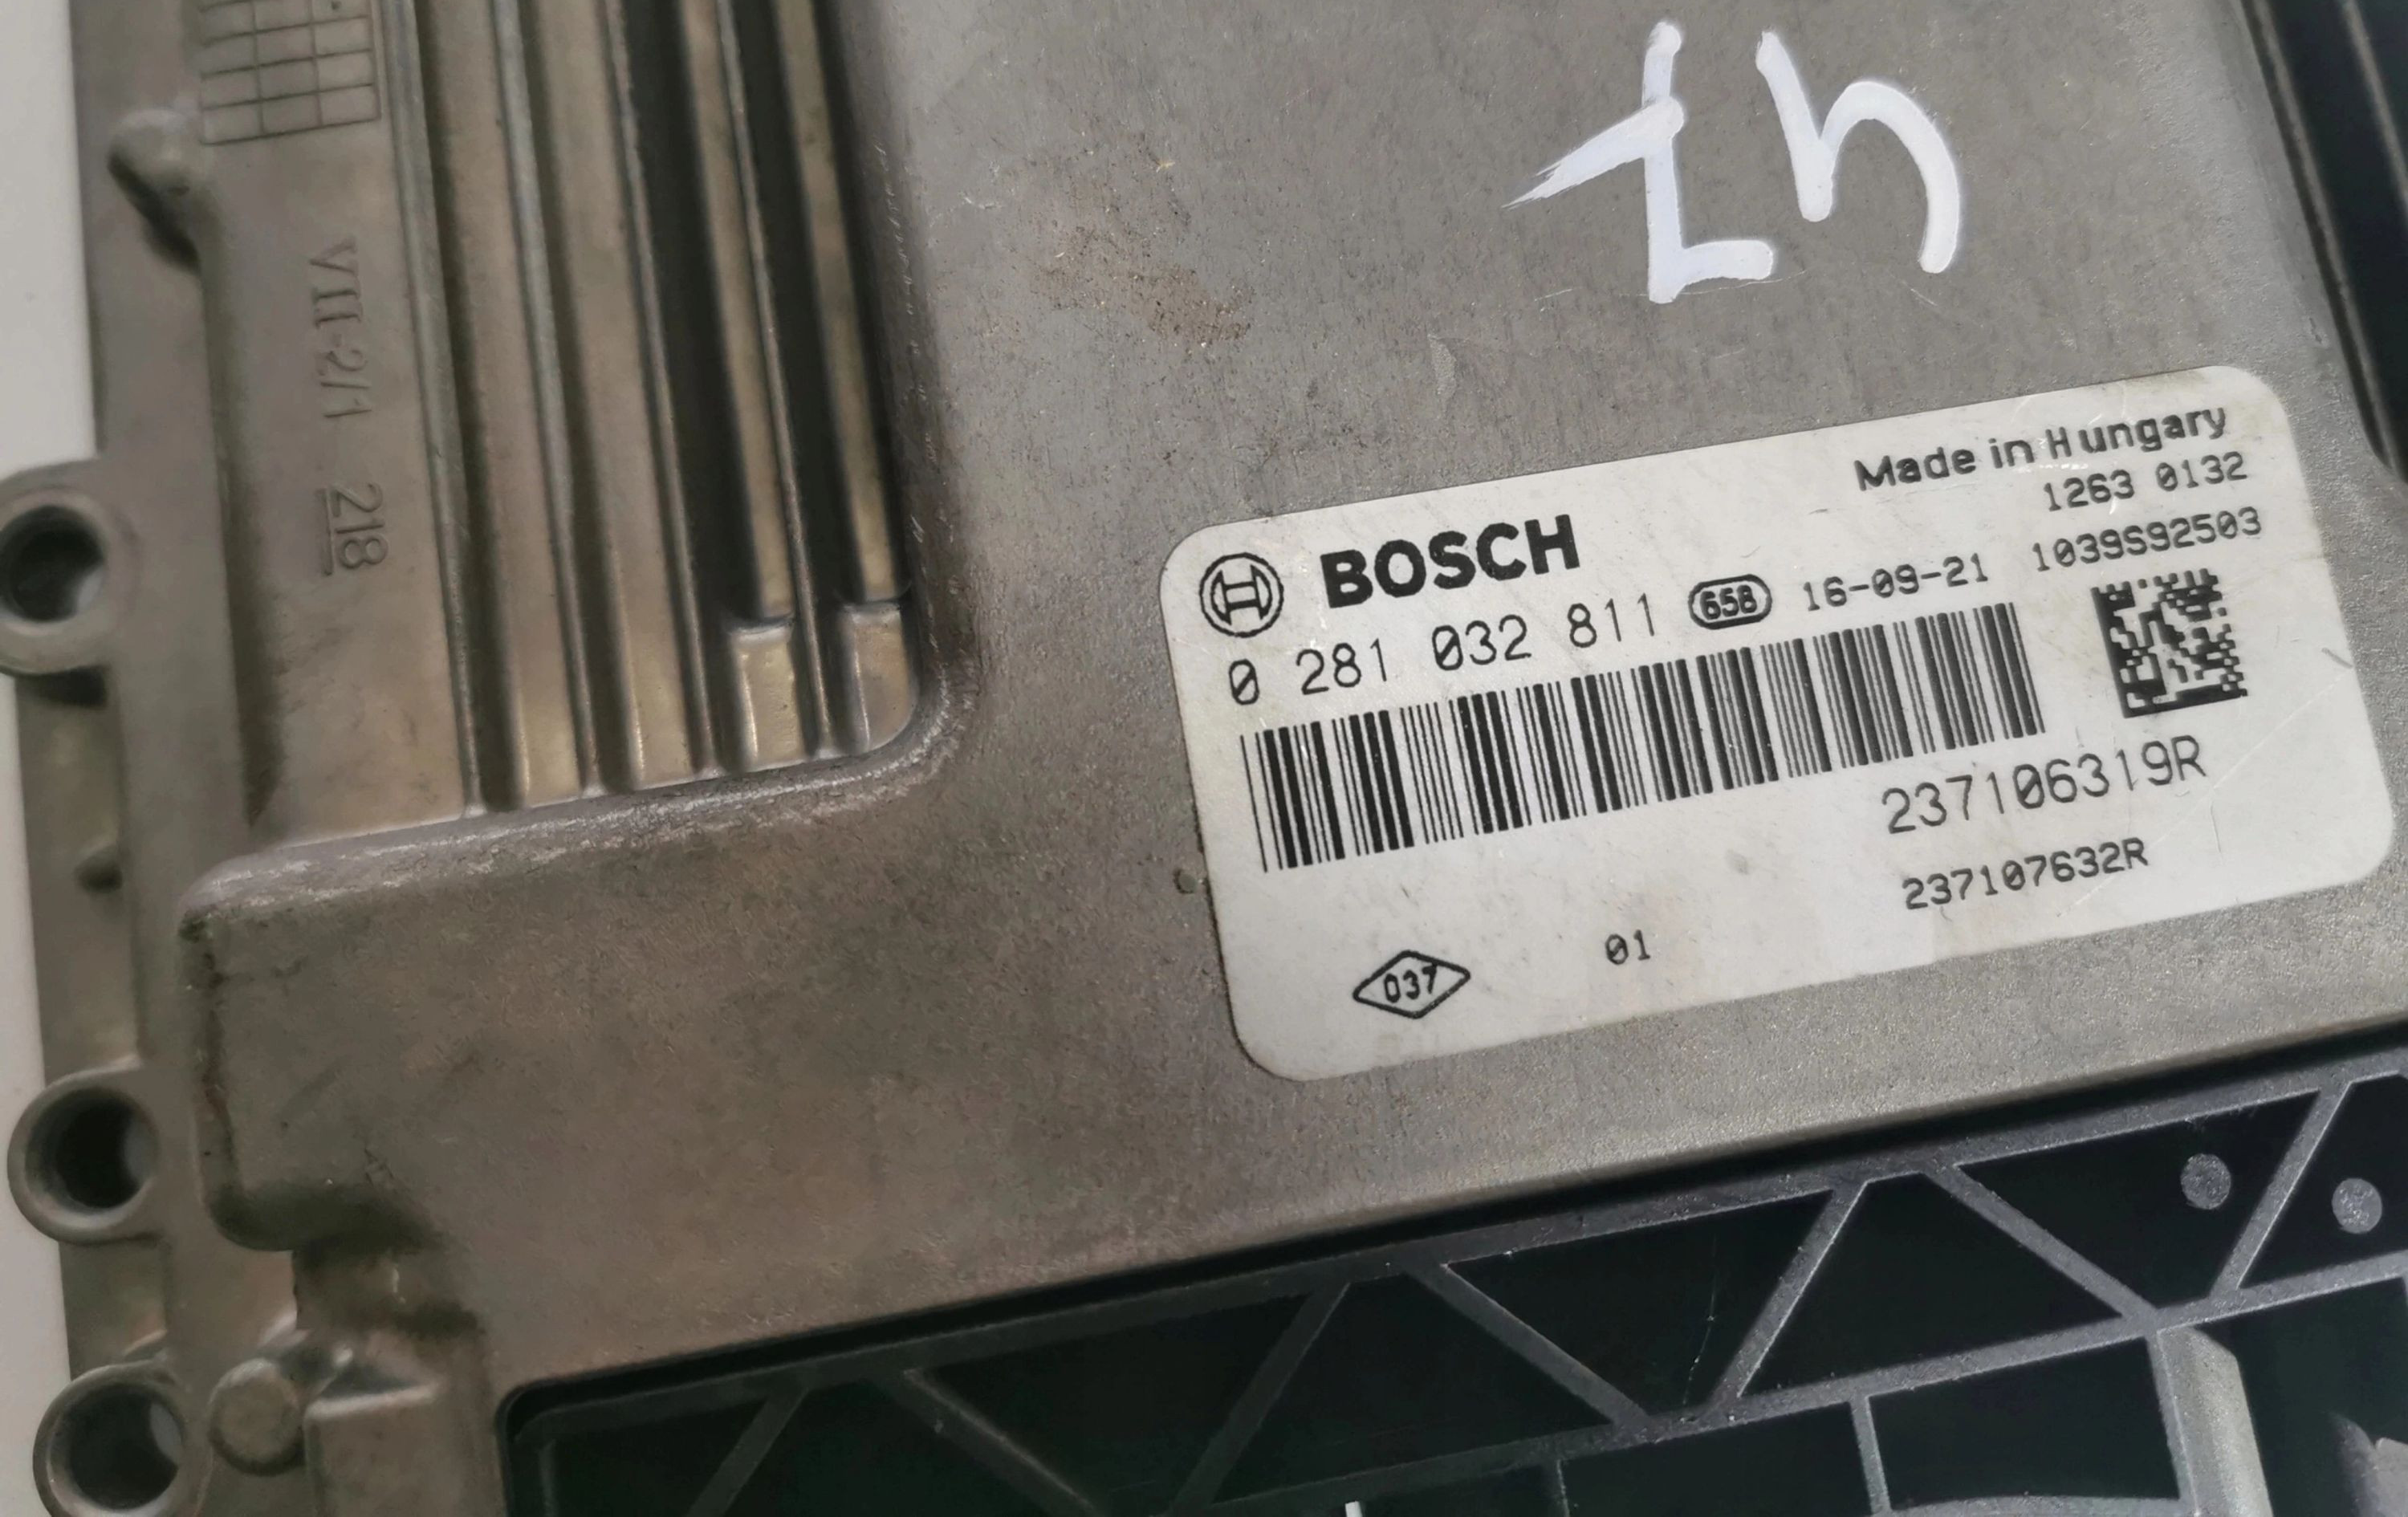 47
VIII-2/1 218
Made in Hungary
1263 0132
BOSCH
0 281 032 811 658 16-09-21 1039S92503
237106319R
237107632R
037 01